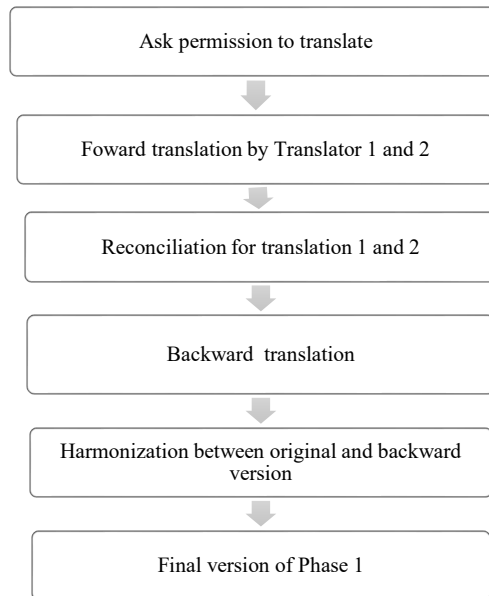 Ask permission to translate
Foward translation by Translator 1 and 2
Reconciliation for translation 1 and 2
Backward translation
Harmonization between original and backward
version
Final version of Phase 1